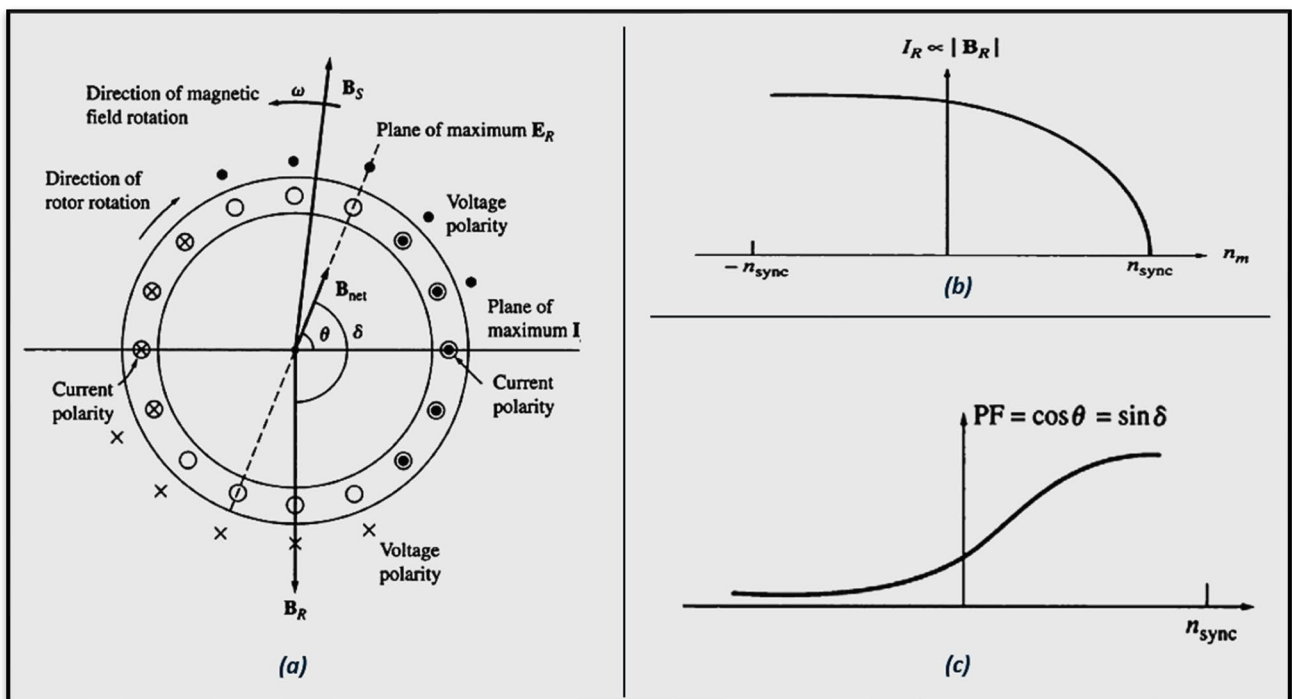 Direction of magnetic
field rotation
ω
B_S
Plane of maximum E_R
Direction of
rotor rotation
Voltage
polarity
B_net
θ
δ
Plane of
maximum I
Current
polarity
Current
polarity
Voltage
polarity
B_R
(a)
I_R ∝ | B_R |
− n_sync
n_sync
n_m
(b)
PF = cos θ = sin δ
n_sync
(c)